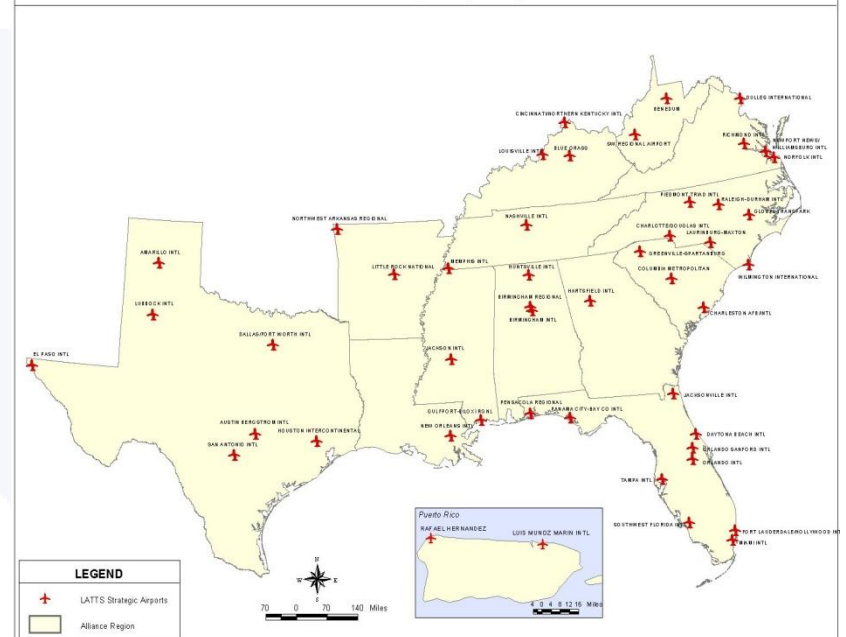 BENEDUM
DULLES INTERNATIONAL
CINCINNATI/NORTHERN KENTUCKY INTL
RICHMOND INTL
NEWPORT NEWS/
WILLIAMSBURG INTL
NORFOLK INTL
REGIONAL AIRPORT
LOUISVILLE INTL
BLUE GRASS
PIEDMONT TRIAD INTL
RALEIGH-DURHAM INTL
NORTHWEST ARKANSAS REGIONAL
NASHVILLE INTL
CHARLOTTE/DOUGLAS INTL
LAURINBURG-MAXTON
GREENVILLE-SPARTANBURG
AMARILLO INTL
LITTLE ROCK NATIONAL
MEMPHIS INTL
HUNTSVILLE INTL
COLUMBIA METROPOLITAN
WILMINGTON INTERNATIONAL
LUBBOCK INTL
BIRMINGHAM REGIONAL
HARTSFIELD INTL
BIRMINGHAM INTL
CHARLESTON AFB/INTL
DALLAS/FORT WORTH INTL
JACKSON INTL
EL PASO INTL
JACKSONVILLE INTL
PENSACOLA REGIONAL
PANAMA CITY-BAY CO INTL
GULFPORT-BILOXI RGNL
AUSTIN BERGSTROM INTL
NEW ORLEANS INTL
HOUSTON INTERCONTINENTAL
DAYTONA BEACH INTL
SAN ANTONIO INTL
ORLANDO SANFORD INTL
ORLANDO INTL
TAMPA INTL
Puerto Rico
SOUTHWEST FLORIDA INTL
RAFAEL HERNANDEZ
LUIS MUNOZ MARIN INTL
FORT LAUDERDALE/HOLLYWOOD INT
MIAMI INTL
LEGEND
LATTS Strategic Airports
Alliance Region
N
W E
S
70 0 70 140 Miles
4 0 4 8 12 16 Miles